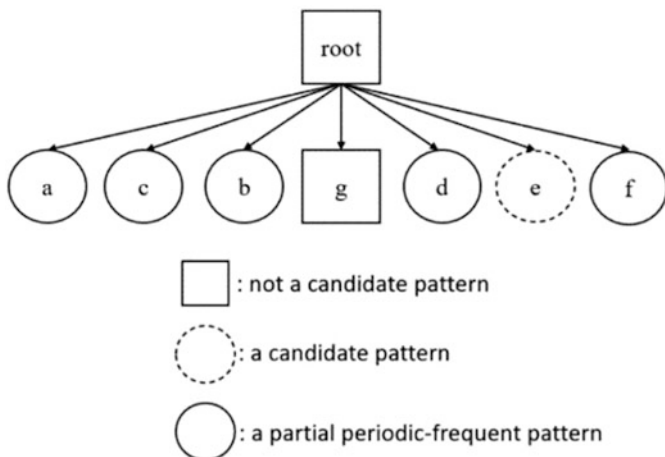 root
a c b g d e f
: not a candidate pattern
: a candidate pattern
: a partial periodic-frequent pattern